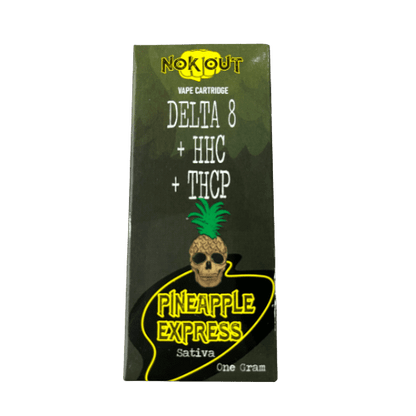 NOKOUT
VAPE CARTRIDGE
DELTA 8
+ HHC
+ THCP
PINEAPPLE
EXPRESS
Sativa
One Gram